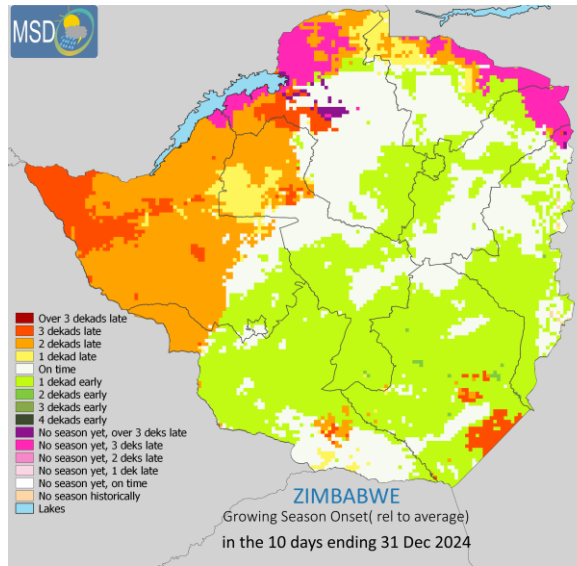 MSD
Over 3 dekads late
3 dekads late
2 dekads late
1 dekad late
On time
1 dekad early
2 dekads early
3 dekads early
4 dekads early
No season yet, over 3 deks late
No season yet, 3 deks late
No season yet, 2 deks late
No season yet, 1 dek late
No season yet, on time
No season historically
Lakes
ZIMBABWE
Growing Season Onset( rel to average)
in the 10 days ending 31 Dec 2024